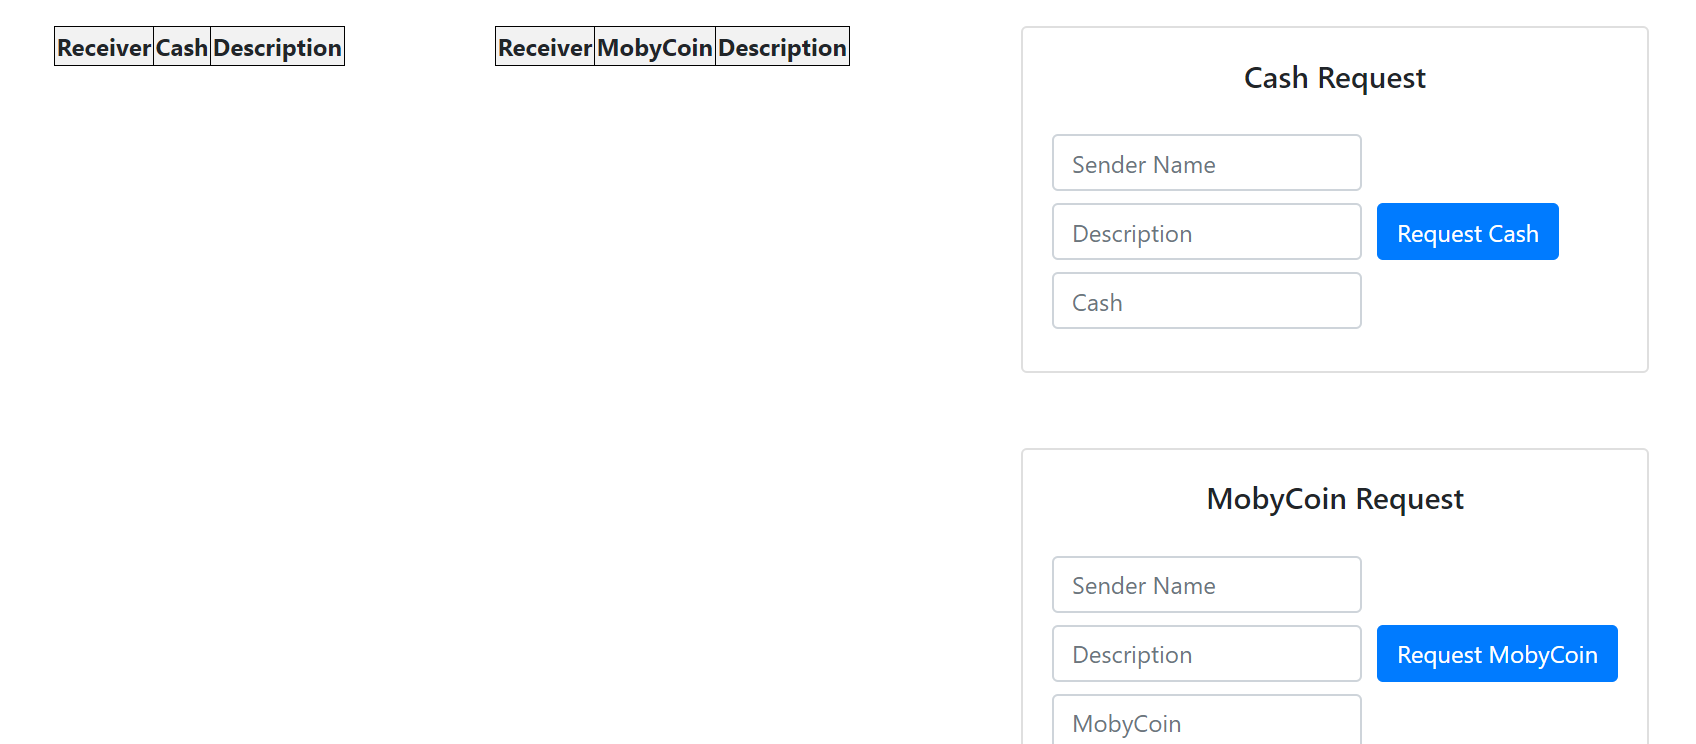 Receiver Cash Description
Receiver MobyCoin Description
Cash Request
Sender Name
Description
Request Cash
Cash
MobyCoin Request
Sender Name
Description
Request MobyCoin
MobyCoin